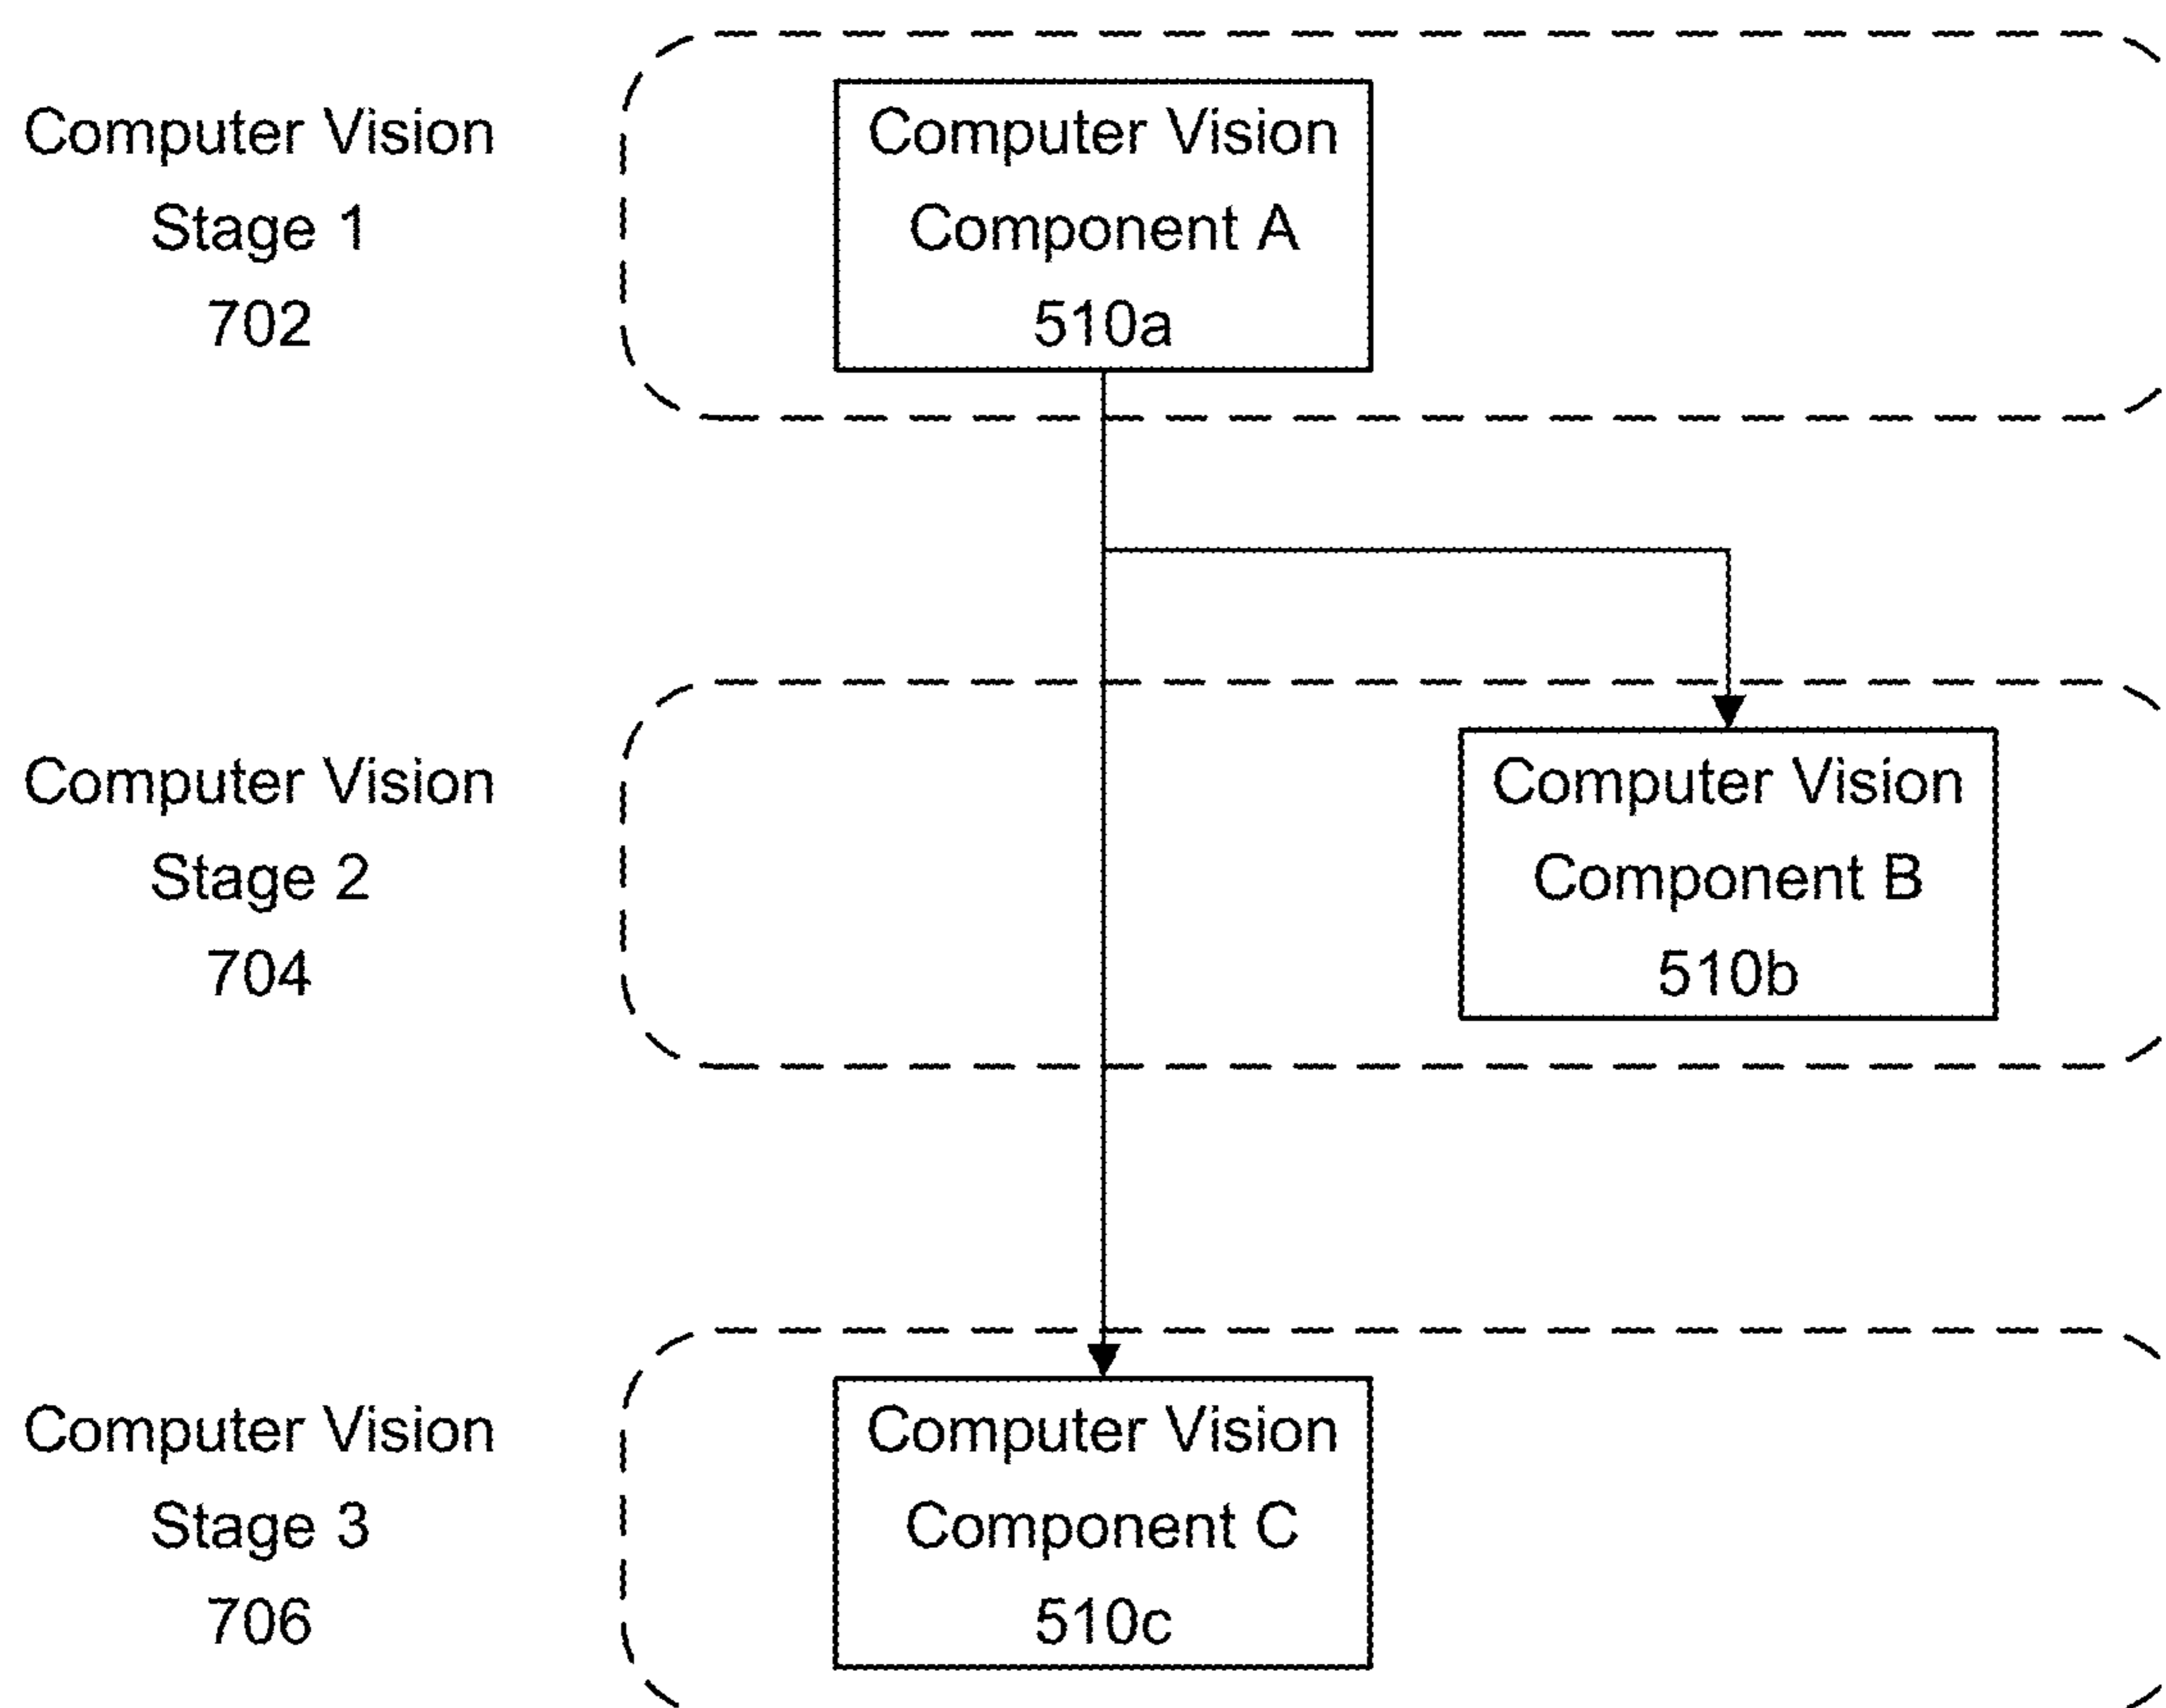 Computer Vision
Stage 1
702
Computer Vision
Component A
510a
Computer Vision
Stage 2
704
Computer Vision
Component B
510b
Computer Vision
Stage 3
706
Computer Vision
Component C
510c